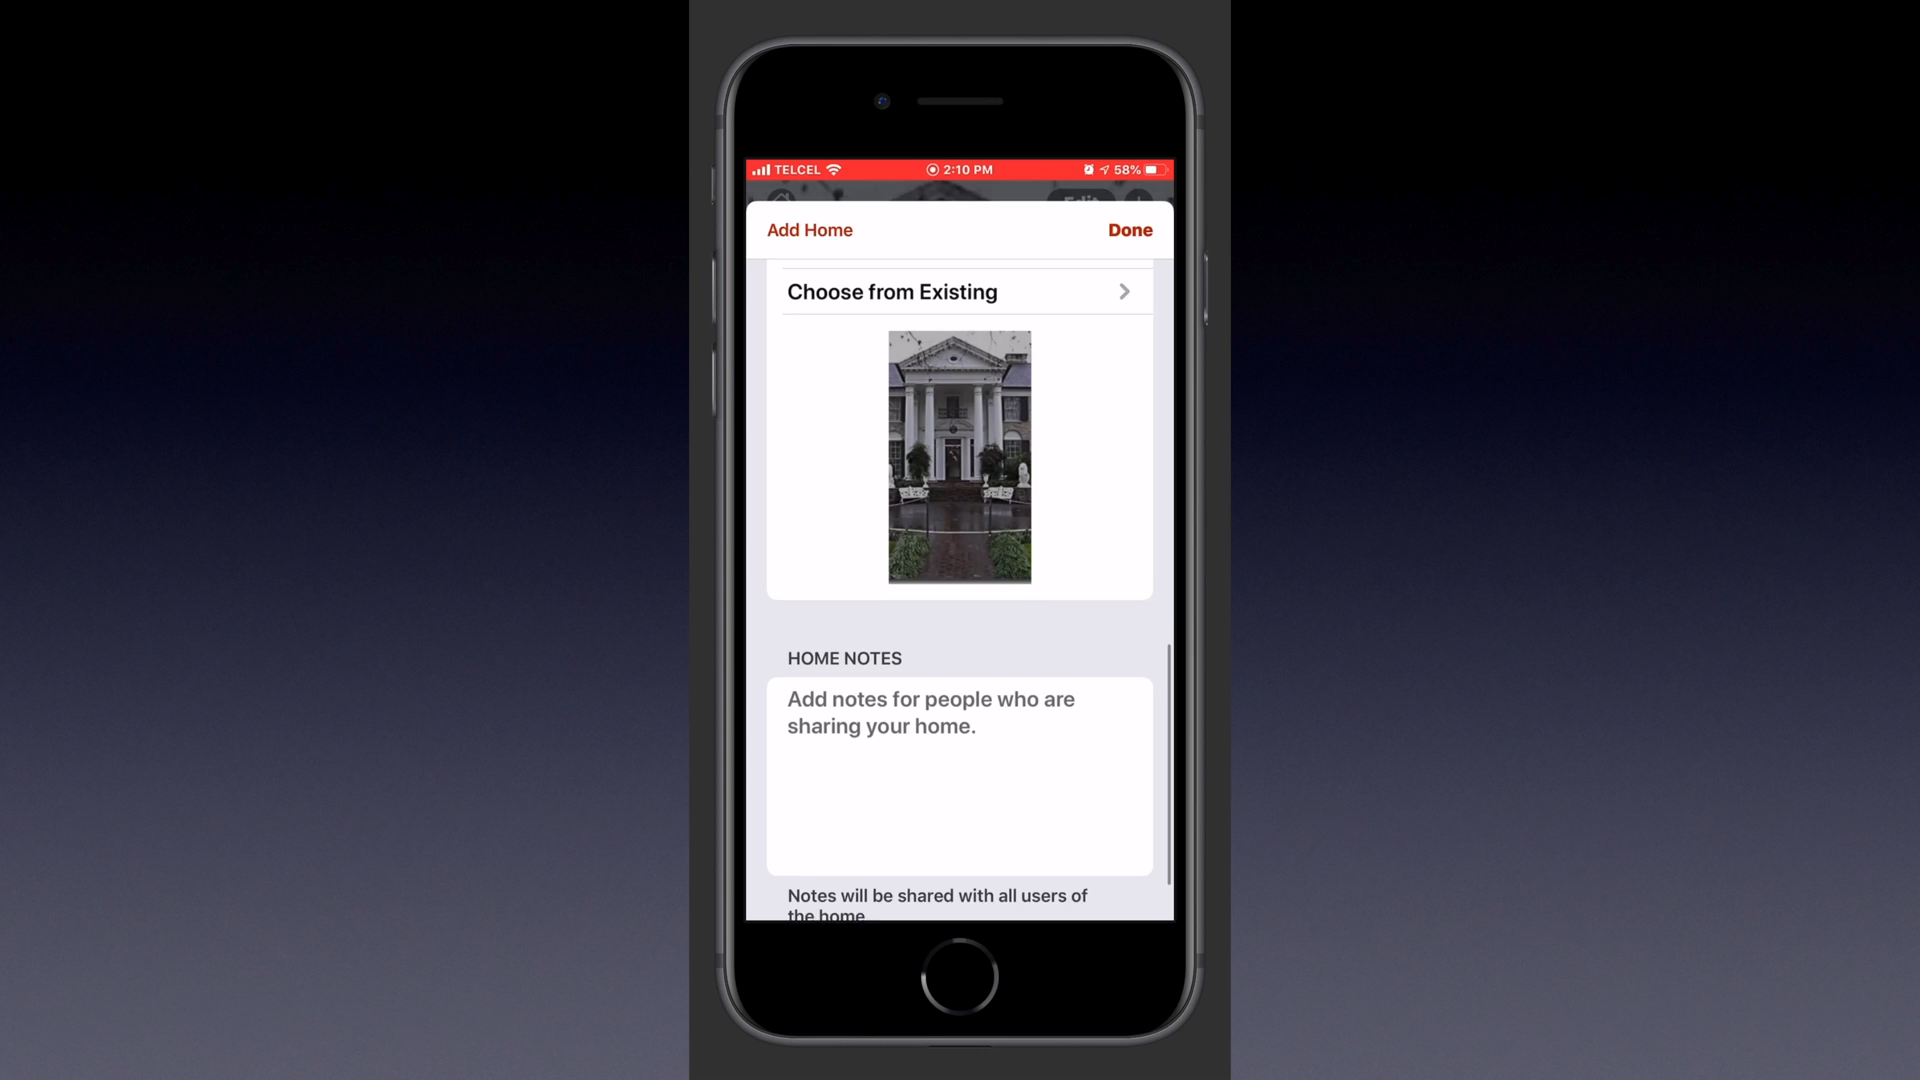 TELCEL 2:10 PM 58%
Edit
Add Home Done
Choose from Existing
HOME NOTES
Add notes for people who are
sharing your home.
Notes will be shared with all users of
the home